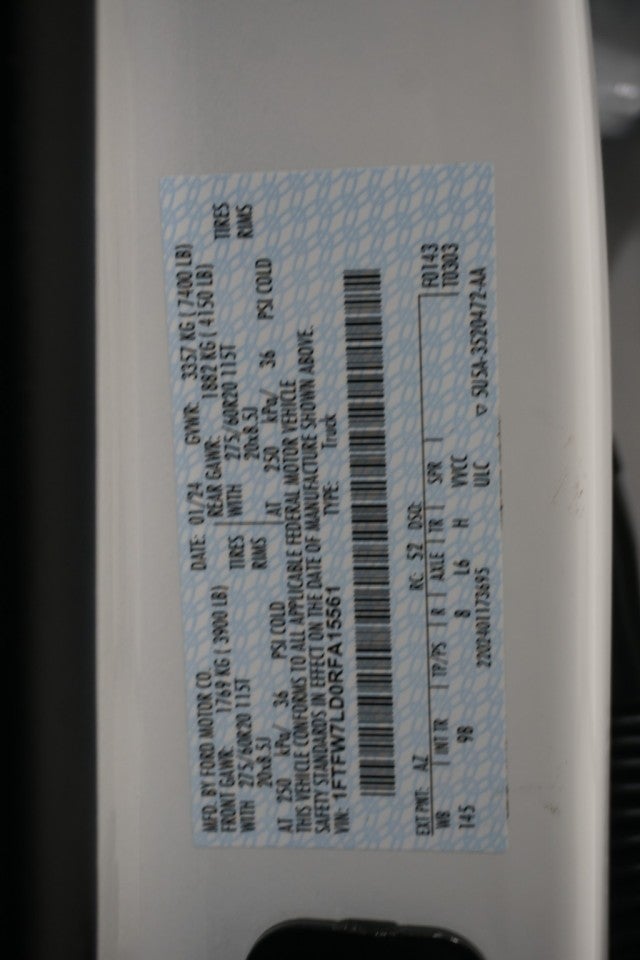 MFD. BY FORD MOTOR CO.
DATE: 01/24 GVWR: 3357 KG ( 7400 LB)
FRONT GAWR: 1769 KG ( 3900 LB)
REAR GAWR: 1882 KG ( 4150 LB)
WITH 275/60R20 115T TIRES
WITH 275/60R20 115T TIRES
20x8.5J RIMS
20x8.5J RIMS
AT 250 kPa/ 36 PSI COLD
AT 250 kPa/ 36 PSI COLD
THIS VEHICLE CONFORMS TO ALL APPLICABLE FEDERAL MOTOR VEHICLE
SAFETY STANDARDS IN EFFECT ON THE DATE OF MANUFACTURE SHOWN ABOVE.
VIN: 1FTFW7LD0RFA15561 TYPE: Truck
F0143
IT0303
EXT PNT: AZ RC: 52 DSO:
WB INT TR TP/PS R AXLE TR SPR
145 9B 8 L6 H VVCC
2202401173695 ULC
▽ SU5A-3520472-AA